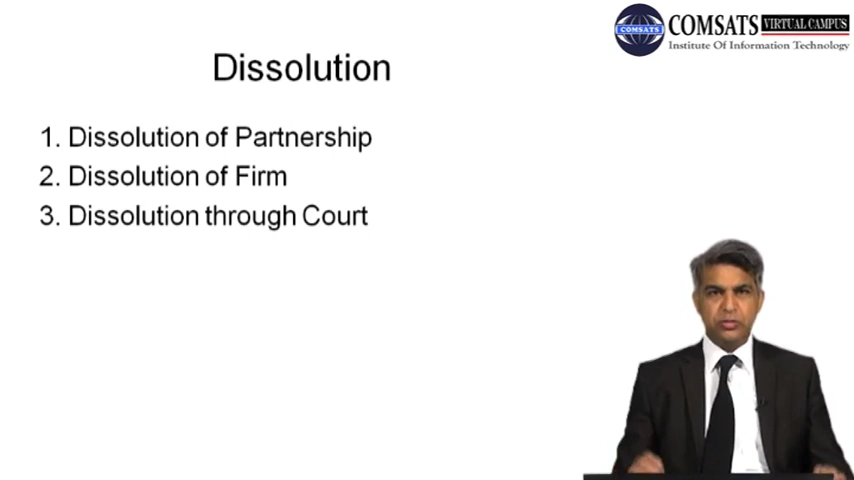 COMSATS VIRTUAL CAMPUS
COMSATS
Institute Of Information Technology
Dissolution
1. Dissolution of Partnership
2. Dissolution of Firm
3. Dissolution through Court